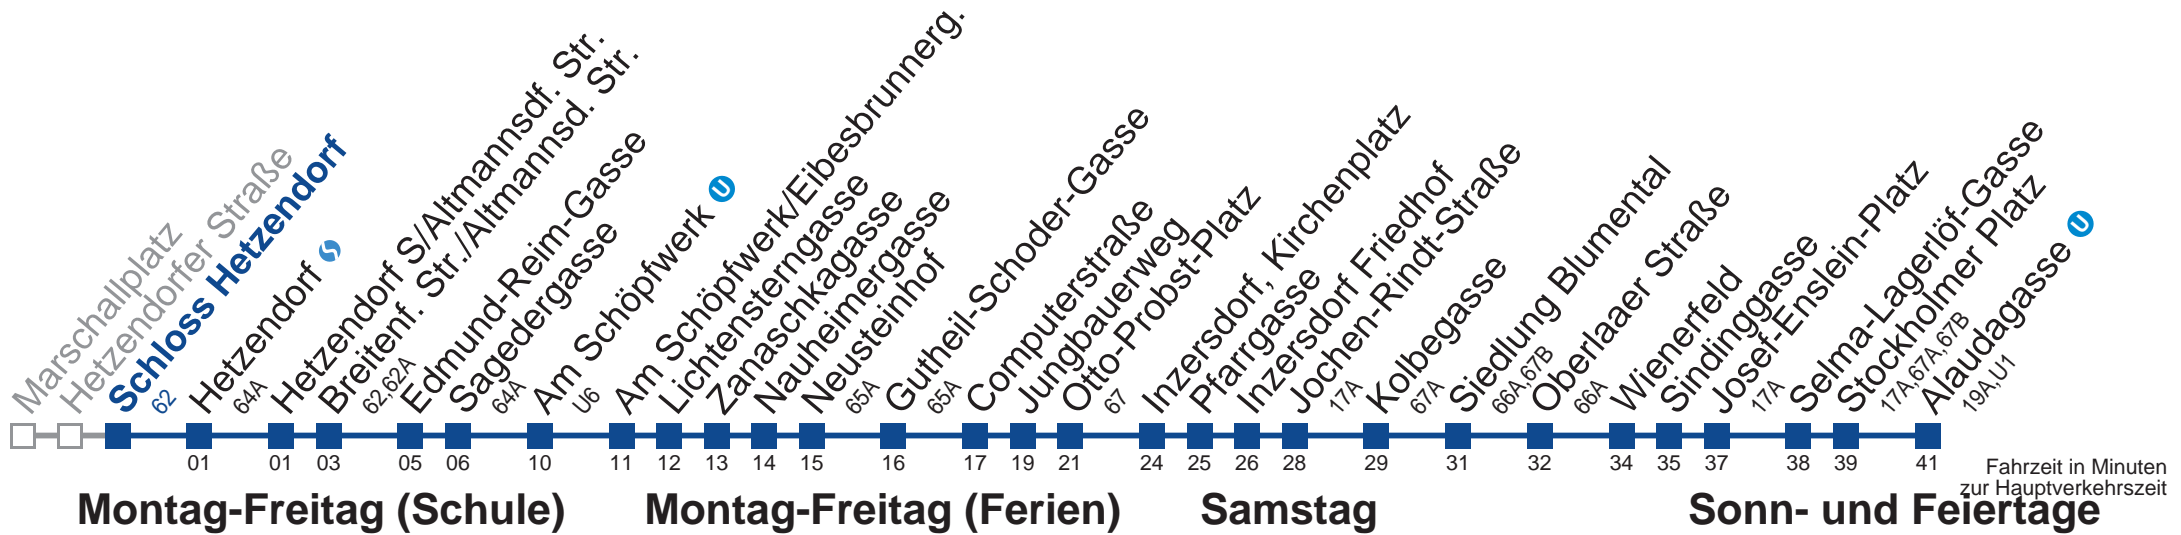 Marschallplatz
Hetzendorfer Straße
Schloss Hetzendorf
62
Hetzendorf
64A
Hetzendorf S/Altmannsdf. Str.
Breitenf. Str./Altmannsd. Str.
62,62A
Edmund-Reim-Gasse
Sagedergasse
64A
Am Schöpfwerk U
U6
Am Schöpfwerk/Eibesbrunnerg.
Lichtensterngasse
Zanaschkagasse
Nauheimergasse
Neusteinhof
65A
Gutheil-Schoder-Gasse
65A
Computerstraße
Jungbauerweg
Otto-Probst-Platz
67
Inzersdorf, Kirchenplatz
Pfarrgasse
Inzersdorf Friedhof
Jochen-Rindt-Straße
17A
Kolbegasse
67A
Siedlung Blumental
66A,67B
Oberlaaer Straße
66A
Wienerfeld
Sindinggasse
Josef-Enslein-Platz
17A
Selma-Lagerlöf-Gasse
Stockholmer Platz
17A,67A,67B
Alaudagasse U
19A,U1
01 01 03 05 06 10 11 12 13 14 15 16 17 19 21 24 25 26 28 29 31 32 34 35 37 38 39 41
Fahrzeit in Minuten
zur Hauptverkehrszeit
Montag-Freitag (Schule) Montag-Freitag (Ferien) Samstag Sonn- und Feiertage